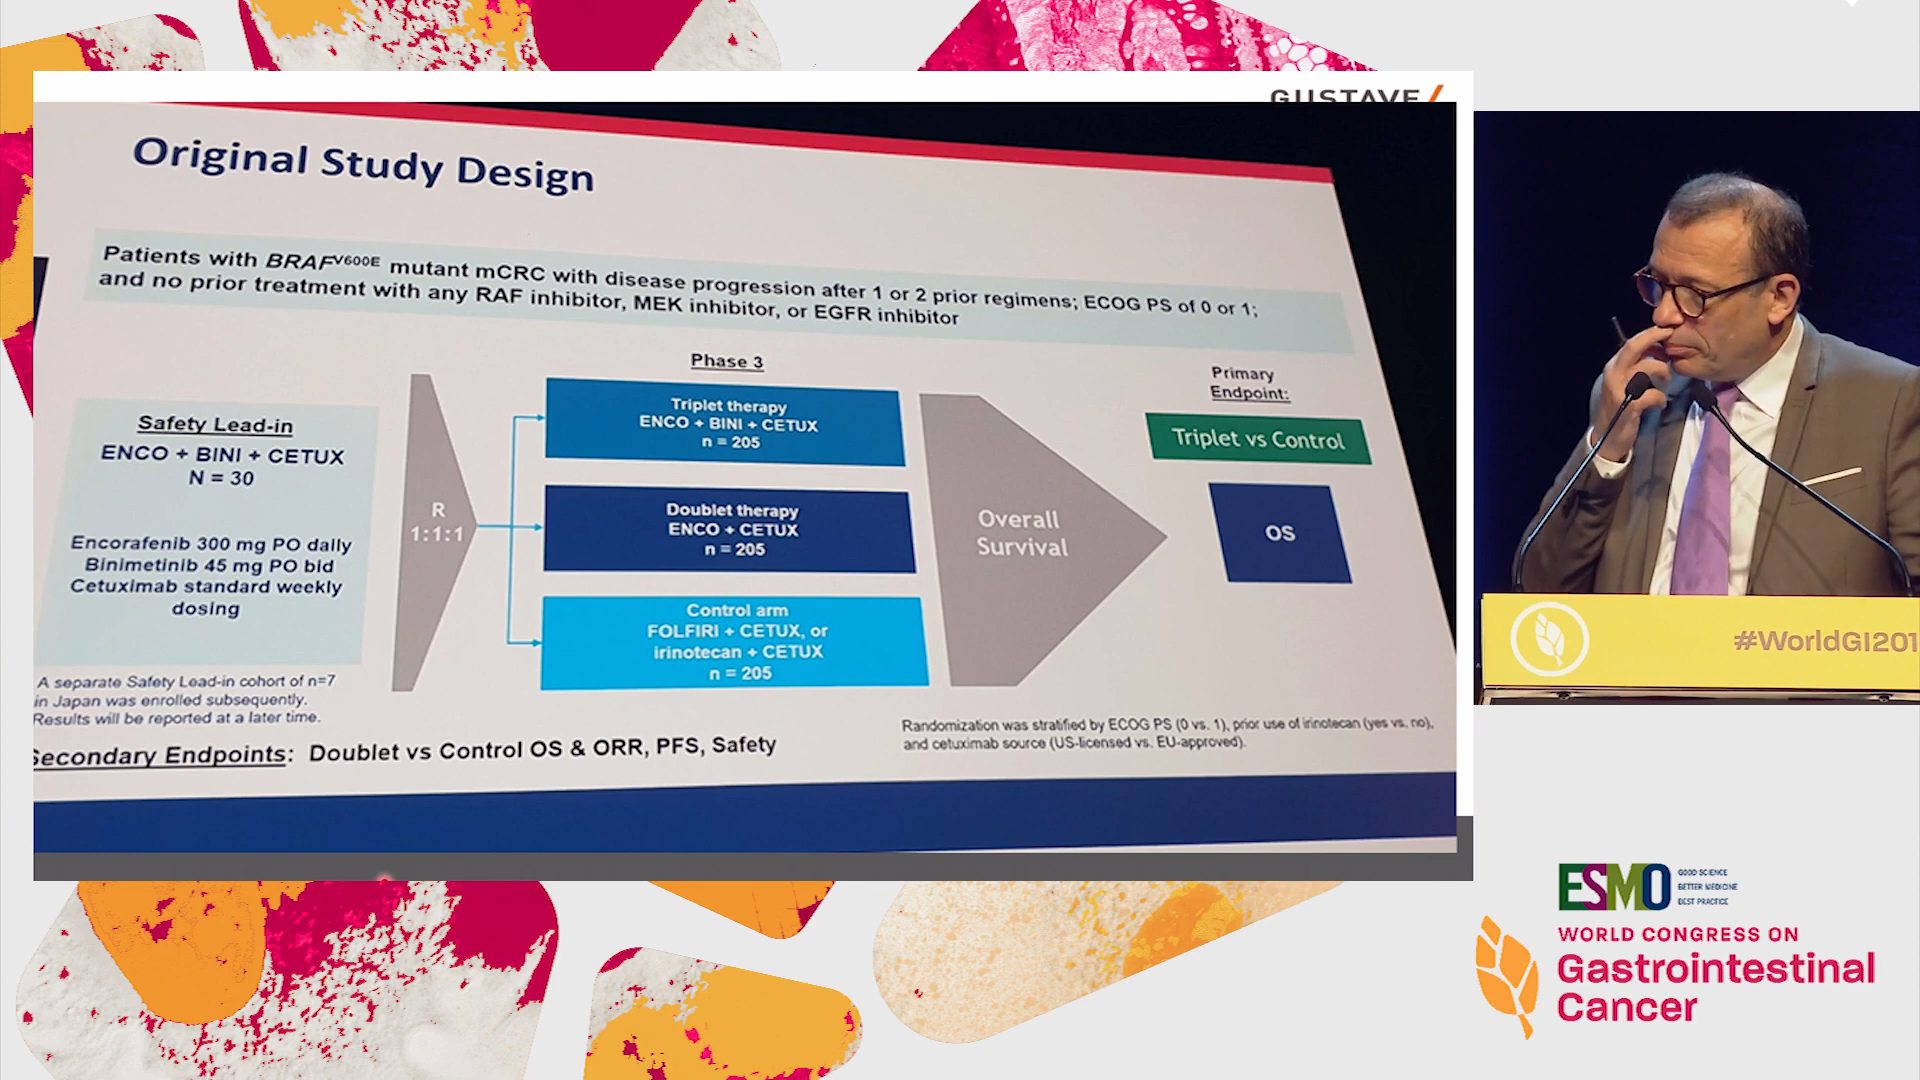 GUSTAVE/
Original Study Design
Patients with BRAFV600E mutant mCRC with disease progression after 1 or 2 prior regimens; ECOG PS of 0 or 1;
and no prior treatment with any RAF inhibitor, MEK inhibitor, or EGFR inhibitor
Phase 3
Safety Lead-in
ENCO + BINI + CETUX
N = 30
Encorafenib 300 mg PO daily
Binimetinib 45 mg PO bid
Cetuximab standard weekly
dosing
R
1:1:1
Triplet therapy
ENCO + BINI + CETUX
n = 205
Doublet therapy
ENCO + CETUX
n = 205
Control arm
FOLFIRI + CETUX, or
irinotecan + CETUX
n = 205
Overall
Survival
Primary
Endpoint:
Triplet vs Control
OS
A separate Safety Lead-in cohort of n=7
in Japan was enrolled subsequently.
Results will be reported at a later time.
Randomization was stratified by ECOG PS (0 vs. 1), prior use of irinotecan (yes vs. no),
and cetuximab source (US-licensed vs. EU-approved).
Secondary Endpoints: Doublet vs Control OS & ORR, PFS, Safety
#WorldGI201
ESMO
GOOD SCIENCE
BETTER MEDICINE
BEST PRACTICE
WORLD CONGRESS ON
Gastrointestinal
Cancer